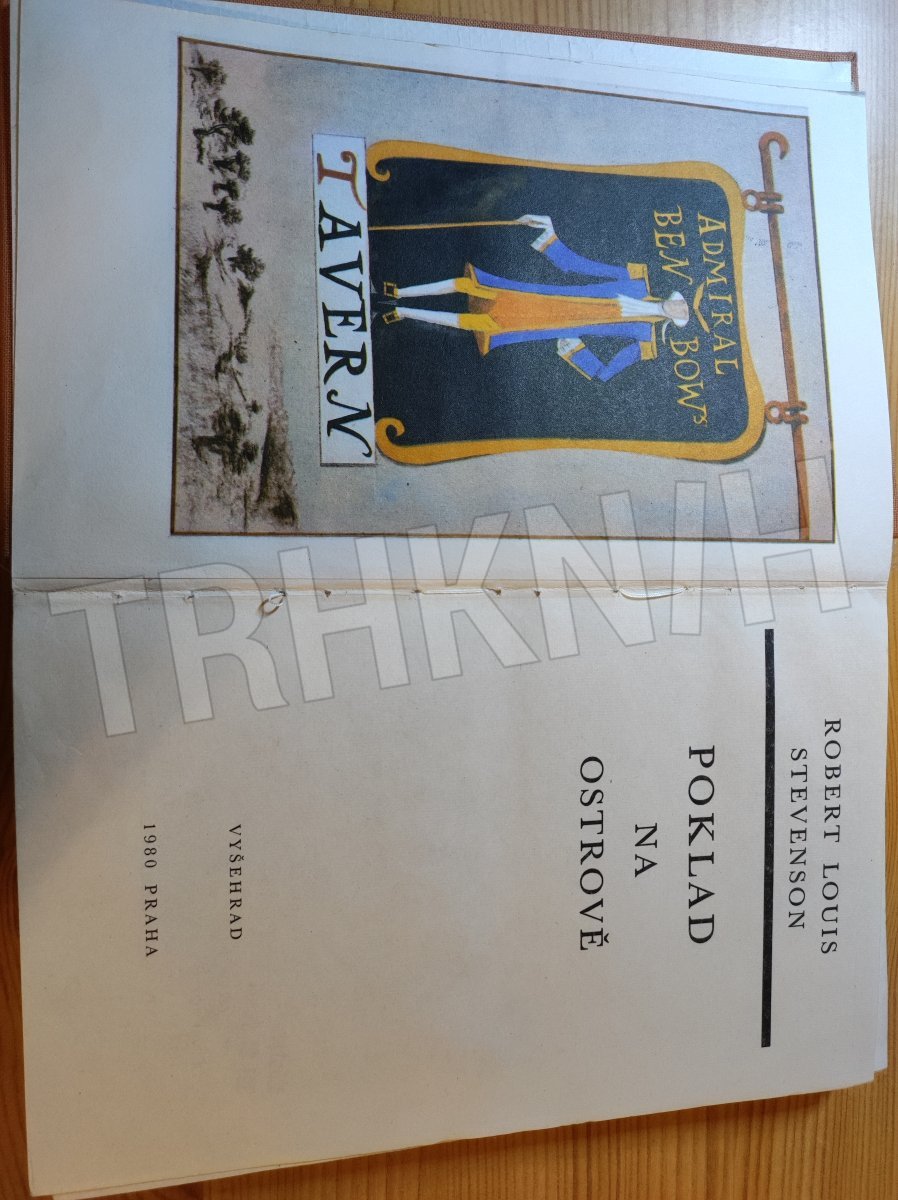 ADMIRAL
BEN BOWs
TAVERN
ROBERT LOUIS
STEVENSON
POKLAD
NA
OSTROVĚ
VYŠEHRAD
1980 PRAHA
TRHKNIH